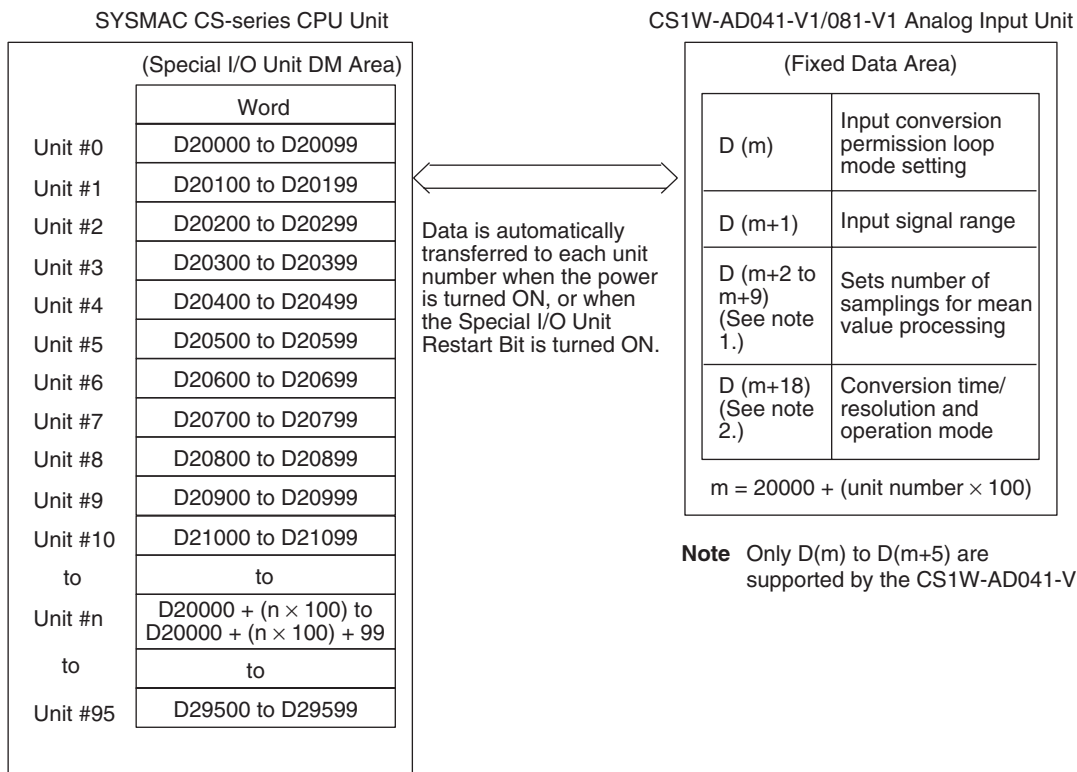 SYSMAC CS-series CPU Unit
CS1W-AD041-V1/081-V1 Analog Input Unit
(Special I/O Unit DM Area)
Word
Unit #0 D20000 to D20099
Unit #1 D20100 to D20199
Unit #2 D20200 to D20299
Unit #3 D20300 to D20399
Unit #4 D20400 to D20499
Unit #5 D20500 to D20599
Unit #6 D20600 to D20699
Unit #7 D20700 to D20799
Unit #8 D20800 to D20899
Unit #9 D20900 to D20999
Unit #10 D21000 to D21099
to to
Unit #n D20000 + (n × 100) to
D20000 + (n × 100) + 99
to to
Unit #95 D29500 to D29599
Data is automatically
transferred to each unit
number when the power
is turned ON, or when
the Special I/O Unit
Restart Bit is turned ON.
(Fixed Data Area)
D (m)
Input conversion
permission loop
mode setting
D (m+1)
Input signal range
D (m+2 to
m+9)
(See note
1.)
Sets number of
samplings for mean
value processing
D (m+18)
(See note
2.)
Conversion time/
resolution and
operation mode
m = 20000 + (unit number × 100)
Note Only D(m) to D(m+5) are
supported by the CS1W-AD041-V